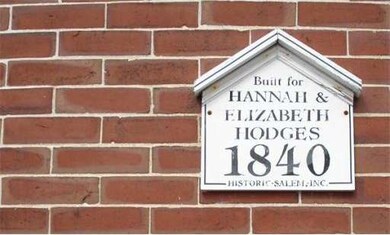 Built for
HANNAH &
ELIZABETH
HODGES
1840
HISTORIC SALEM, INC.